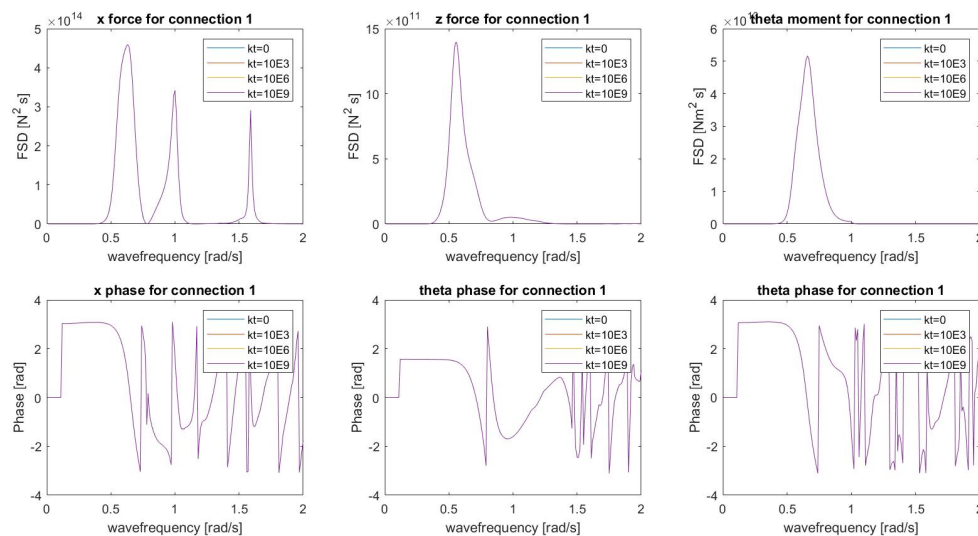 x force for connection 1
×10^14
FSD [N^2 s]
5
4
3
2
1
0
0 0.5 1 1.5 2
wavefrequency [rad/s]
kt=0
kt=10E3
kt=10E6
kt=10E9
z force for connection 1
×10^11
FSD [N^2 s]
15
10
5
0
0 0.5 1 1.5 2
wavefrequency [rad/s]
kt=0
kt=10E3
kt=10E6
kt=10E9
theta moment for connection 1
FSD [Nm^2 s]
6
5
4
3
2
1
0
0 0.5 1 1.5 2
wavefrequency [rad/s]
kt=0
kt=10E3
kt=10E6
kt=10E9
x phase for connection 1
Phase [rad]
4
2
0
-2
-4
0 0.5 1 1.5 2
wavefrequency [rad/s]
kt=0
kt=10E3
kt=10E6
kt=10E9
theta phase for connection 1
Phase [rad]
4
2
0
-2
-4
0 0.5 1 1.5 2
wavefrequency [rad/s]
kt=0
kt=10E3
kt=10E6
kt=10E9
theta phase for connection 1
Phase [rad]
4
2
0
-2
-4
0 0.5 1 1.5 2
wavefrequency [rad/s]
kt=0
kt=10E3
kt=10E6
kt=10E9